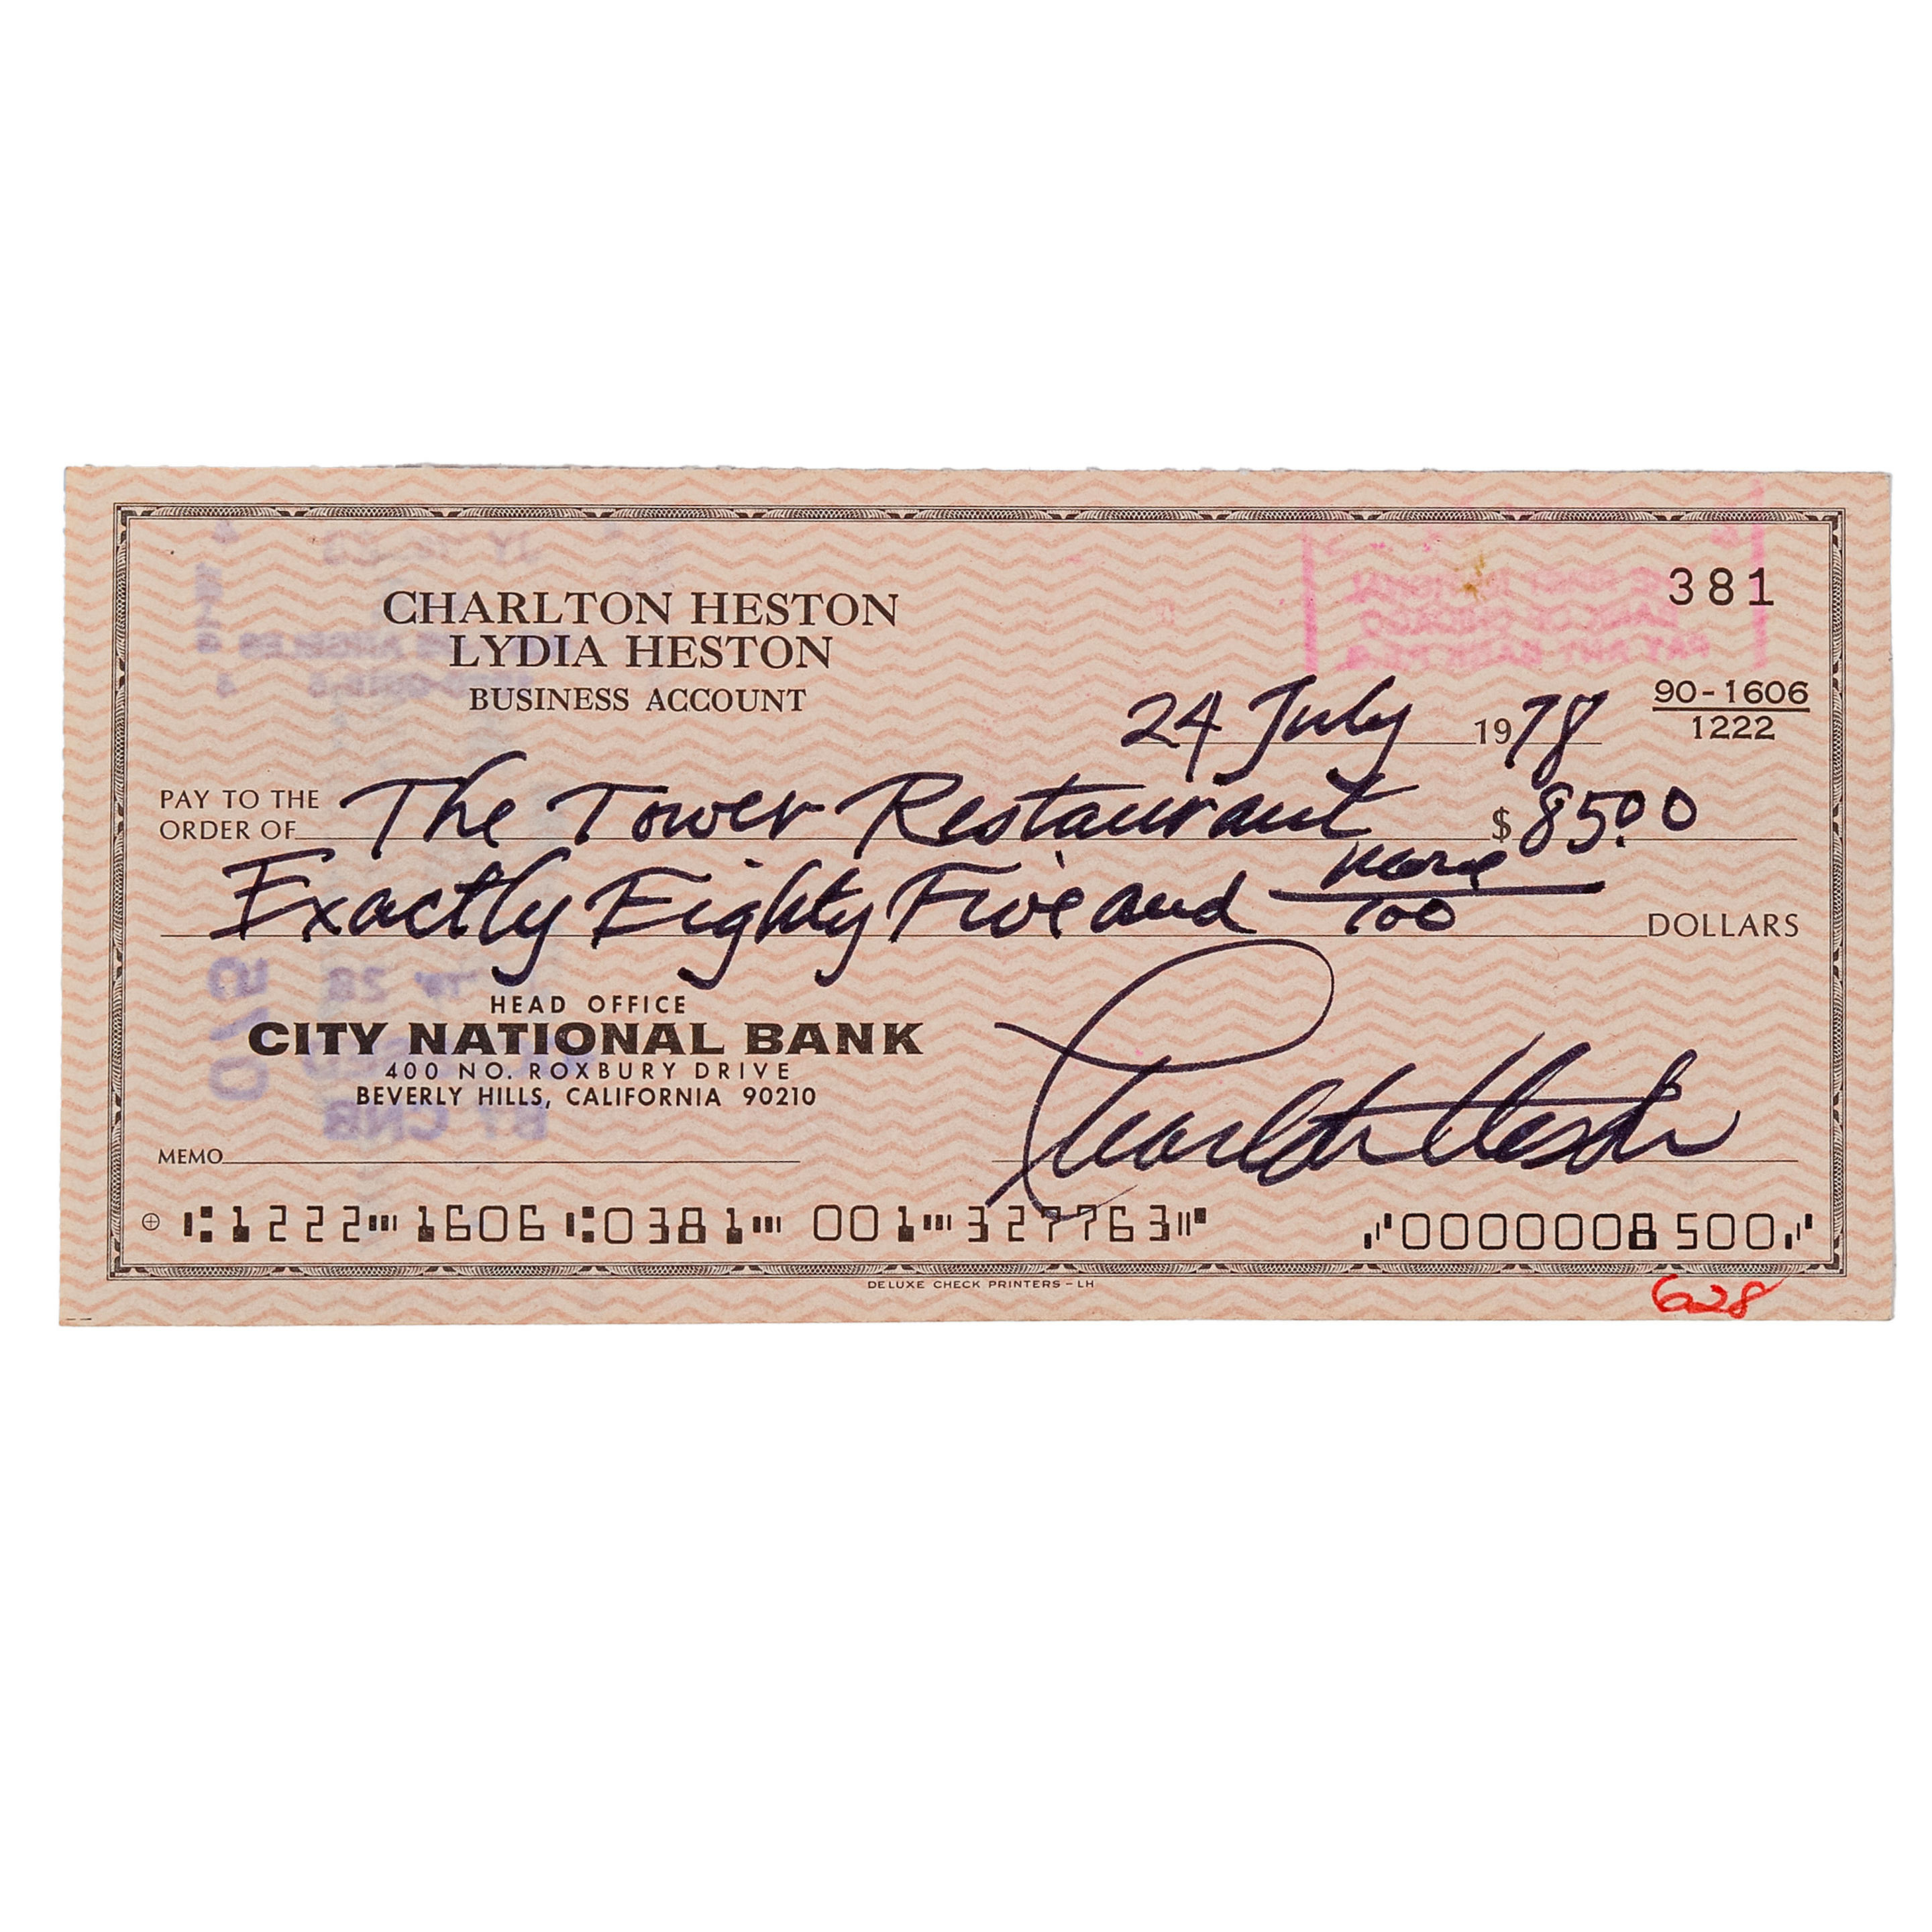 CHARLTON HESTON
LYDIA HESTON
BUSINESS ACCOUNT
381
90-1606
1222
24 July 1978
PAY TO THE
ORDER OF The Tower Restaurant $ 85.00
Exactly Eighty Five and none/100 DOLLARS
HEAD OFFICE
CITY NATIONAL BANK
400 NO. ROXBURY DRIVE
BEVERLY HILLS, CALIFORNIA 90210
Charlton Heston
MEMO
⑆1222⑉1606⑆0381⑉ 001⑉327763⑈ ⑇0000008500⑇
DELUXE CHECK PRINTERS - LH
628